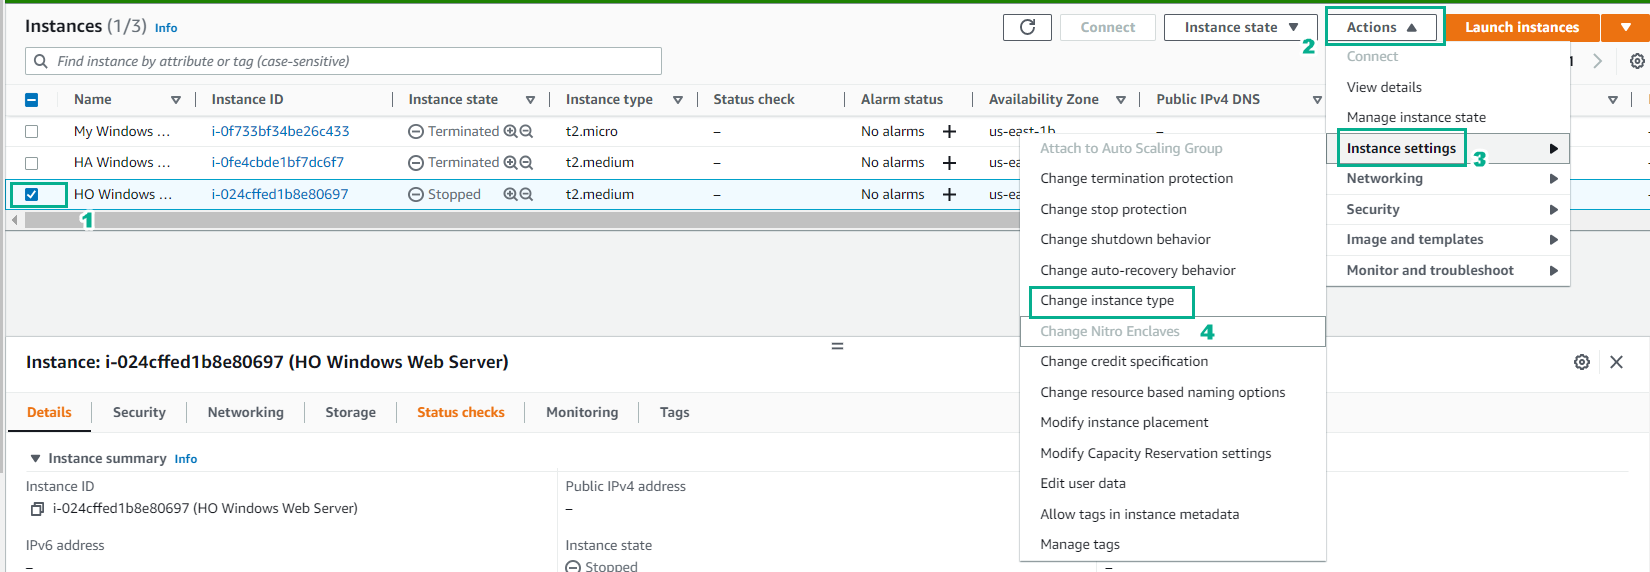 Instances (1/3) Info
Connect
Instance state
2
Actions
Launch instances
Find instance by attribute or tag (case-sensitive)
Name Instance ID Instance state Instance type Status check Alarm status Availability Zone Public IPv4 DNS
My Windows ... i-0f733bf34be26c433 Terminated t2.micro – No alarms + us-east-1b –
HA Windows ... i-0fe4cbde1bf7dc6f7 Terminated t2.medium – No alarms + us-ea
HO Windows ... i-024cffed1b8e80697 Stopped t2.medium – No alarms + us-ea
1
Connect
View details
Manage instance state
Instance settings
3
Networking
Security
Image and templates
Monitor and troubleshoot
Attach to Auto Scaling Group
Change termination protection
Change stop protection
Change shutdown behavior
Change auto-recovery behavior
Change instance type
Change Nitro Enclaves
4
Change credit specification
Change resource based naming options
Modify instance placement
Modify Capacity Reservation settings
Edit user data
Allow tags in instance metadata
Manage tags
Instance: i-024cffed1b8e80697 (HO Windows Web Server)
Details Security Networking Storage Status checks Monitoring Tags
Instance summary Info
Instance ID
i-024cffed1b8e80697 (HO Windows Web Server)
Public IPv4 address
–
IPv6 address
–
Instance state
Stopped
–